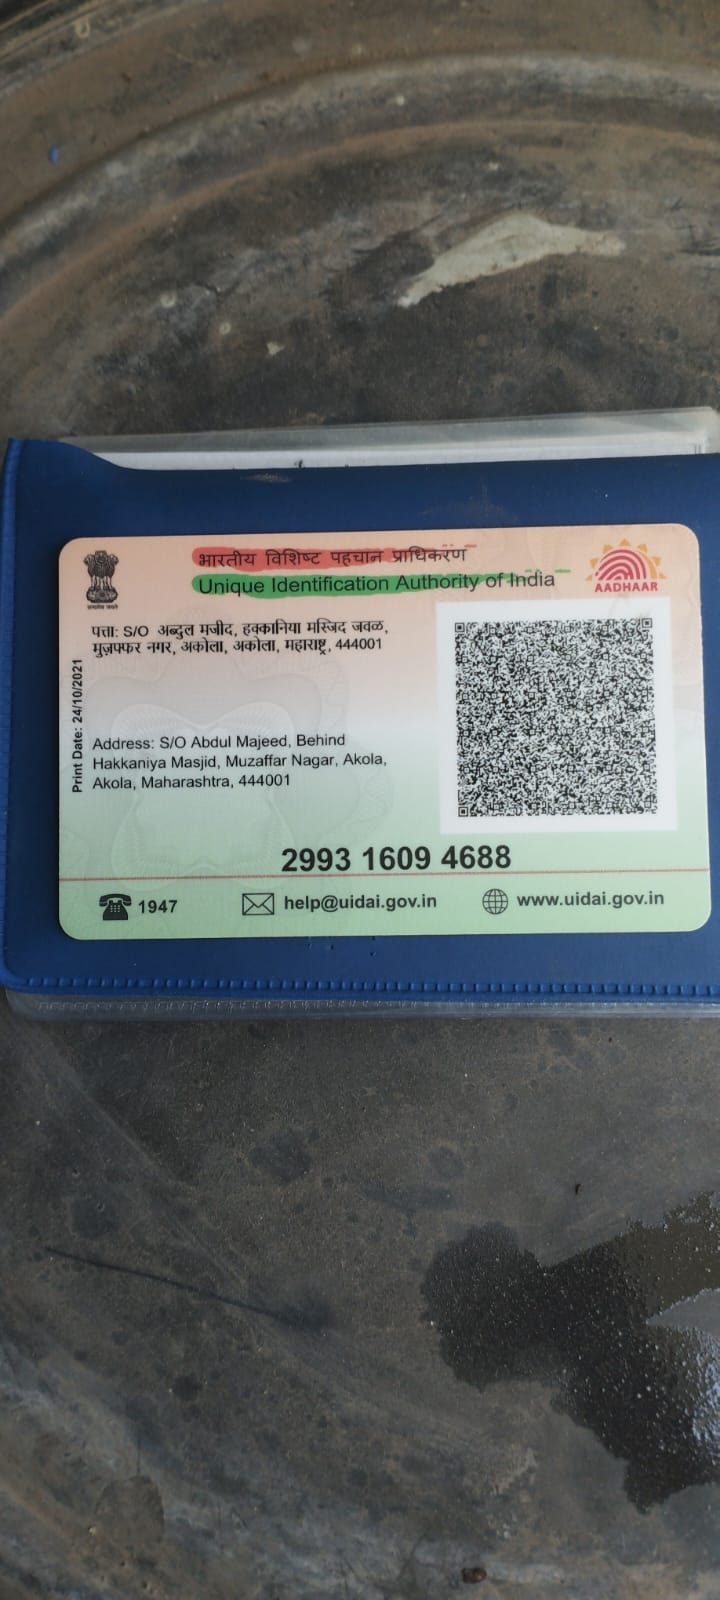 भारतीय विशिष्ट पहचान प्राधिकरण
Unique Identification Authority of India
AADHAAR
सत्यमेव जयते
पत्ता: S/O अब्दुल मजीद, हक्कानिया मस्जिद जवळ,
मुज़फ्फर नगर, अकोला, अकोला, महाराष्ट्र, 444001
Print Date: 24/10/2021
Address: S/O Abdul Majeed, Behind
Hakkaniya Masjid, Muzaffar Nagar, Akola,
Akola, Maharashtra, 444001
2993 1609 4688
1947
help@uidai.gov.in
www.uidai.gov.in